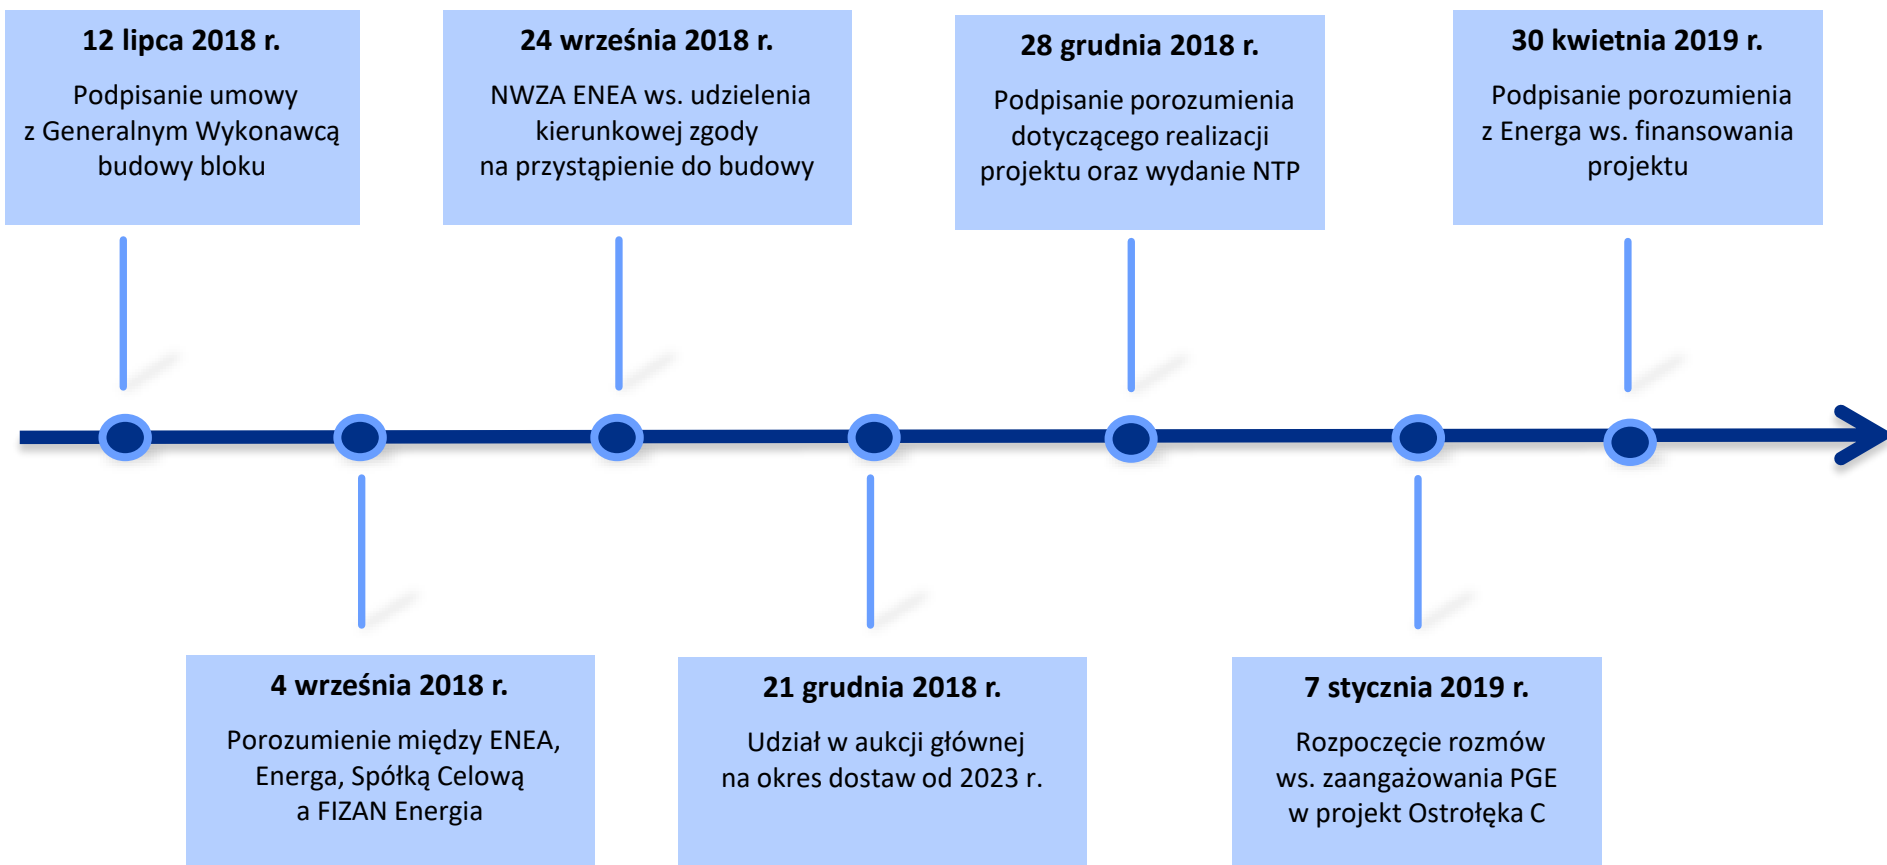 12 lipca 2018 r.
Podpisanie umowy
z Generalnym Wykonawcą
budowy bloku
24 września 2018 r.
NWZA ENEA ws. udzielenia
kierunkowej zgody
na przystąpienie do budowy
28 grudnia 2018 r.
Podpisanie porozumienia
dotyczącego realizacji
projektu oraz wydanie NTP
30 kwietnia 2019 r.
Podpisanie porozumienia
z Energa ws. finansowania
projektu
4 września 2018 r.
Porozumienie między ENEA,
Energa, Spółką Celową
a FIZAN Energia
21 grudnia 2018 r.
Udział w aukcji głównej
na okres dostaw od 2023 r.
7 stycznia 2019 r.
Rozpoczęcie rozmów
ws. zaangażowania PGE
w projekt Ostrołęka C